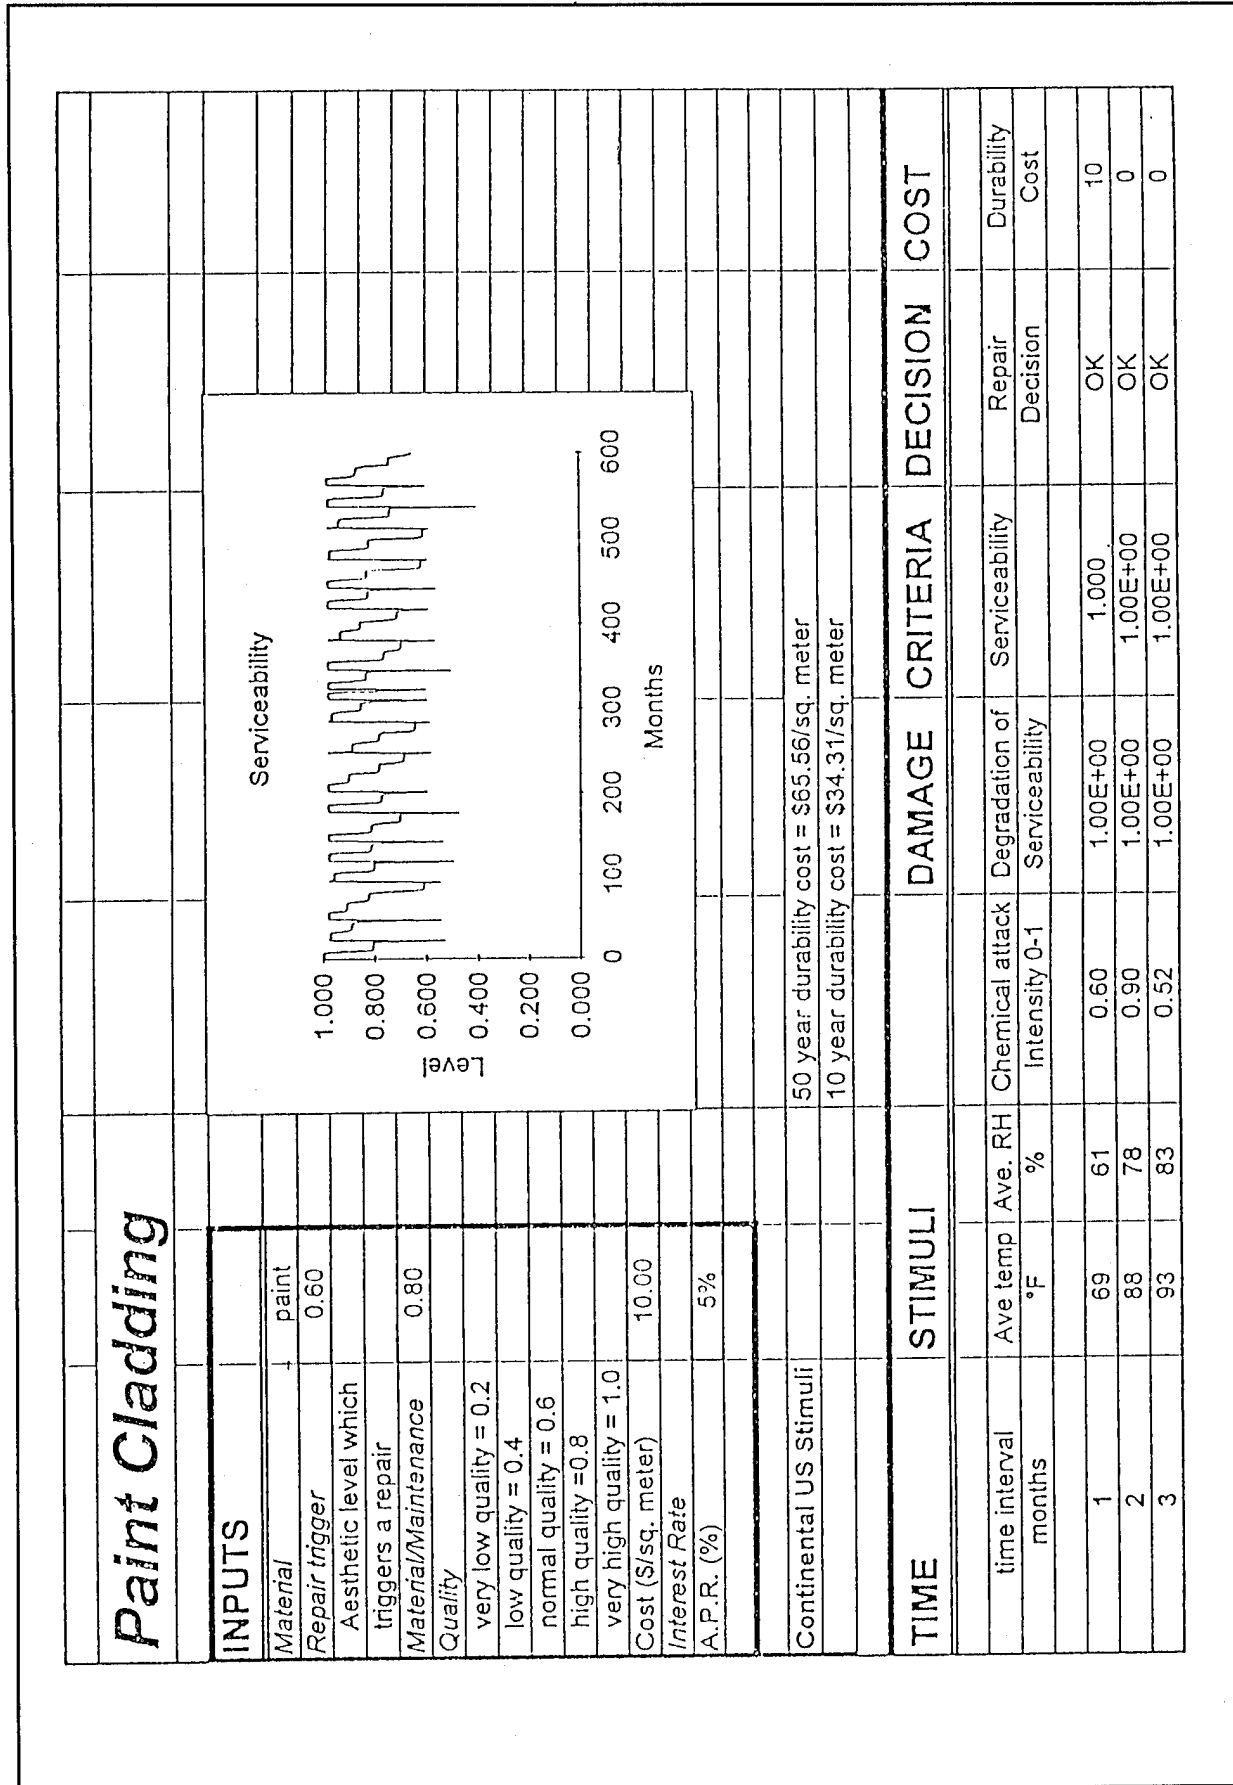 Paint Cladding
INPUTS
Material paint
Repair trigger 0.60
Aesthetic level which
triggers a repair
Material/Maintenance 0.80
Quality
very low quality = 0.2
low quality = 0.4
normal quality = 0.6
high quality =0.8
very high quality = 1.0
Cost ($/sq. meter) 10.00
Interest Rate
A.P.R. (%) 5%
Serviceability
Level
1.000
0.800
0.600
0.400
0.200
0.000
0 100 200 300 400 500 600
Months
Continental US Stimuli 50 year durability cost = $65.56/sq. meter
10 year durability cost = $34.31/sq. meter
TIME STIMULI DAMAGE CRITERIA DECISION COST
time interval Ave temp Ave. RH Chemical attack Degradation of Serviceability Repair Durability
months °F % Intensity 0-1 Serviceability Decision Cost
1 69 61 0.60 1.00E+00 1.000 OK 10
2 88 78 0.90 1.00E+00 1.00E+00 OK 0
3 93 83 0.52 1.00E+00 1.00E+00 OK 0